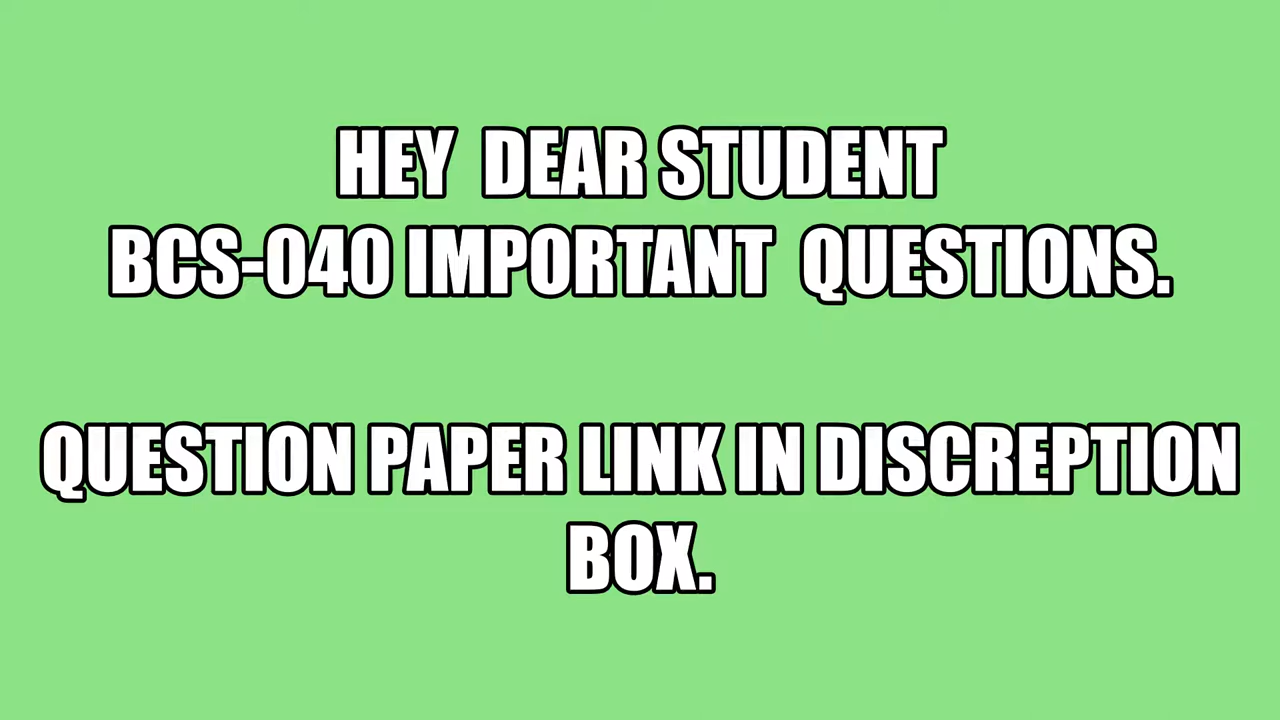 HEY DEAR STUDENT
BCS-040 IMPORTANT QUESTIONS.
QUESTION PAPER LINK IN DISCREPTION
BOX.